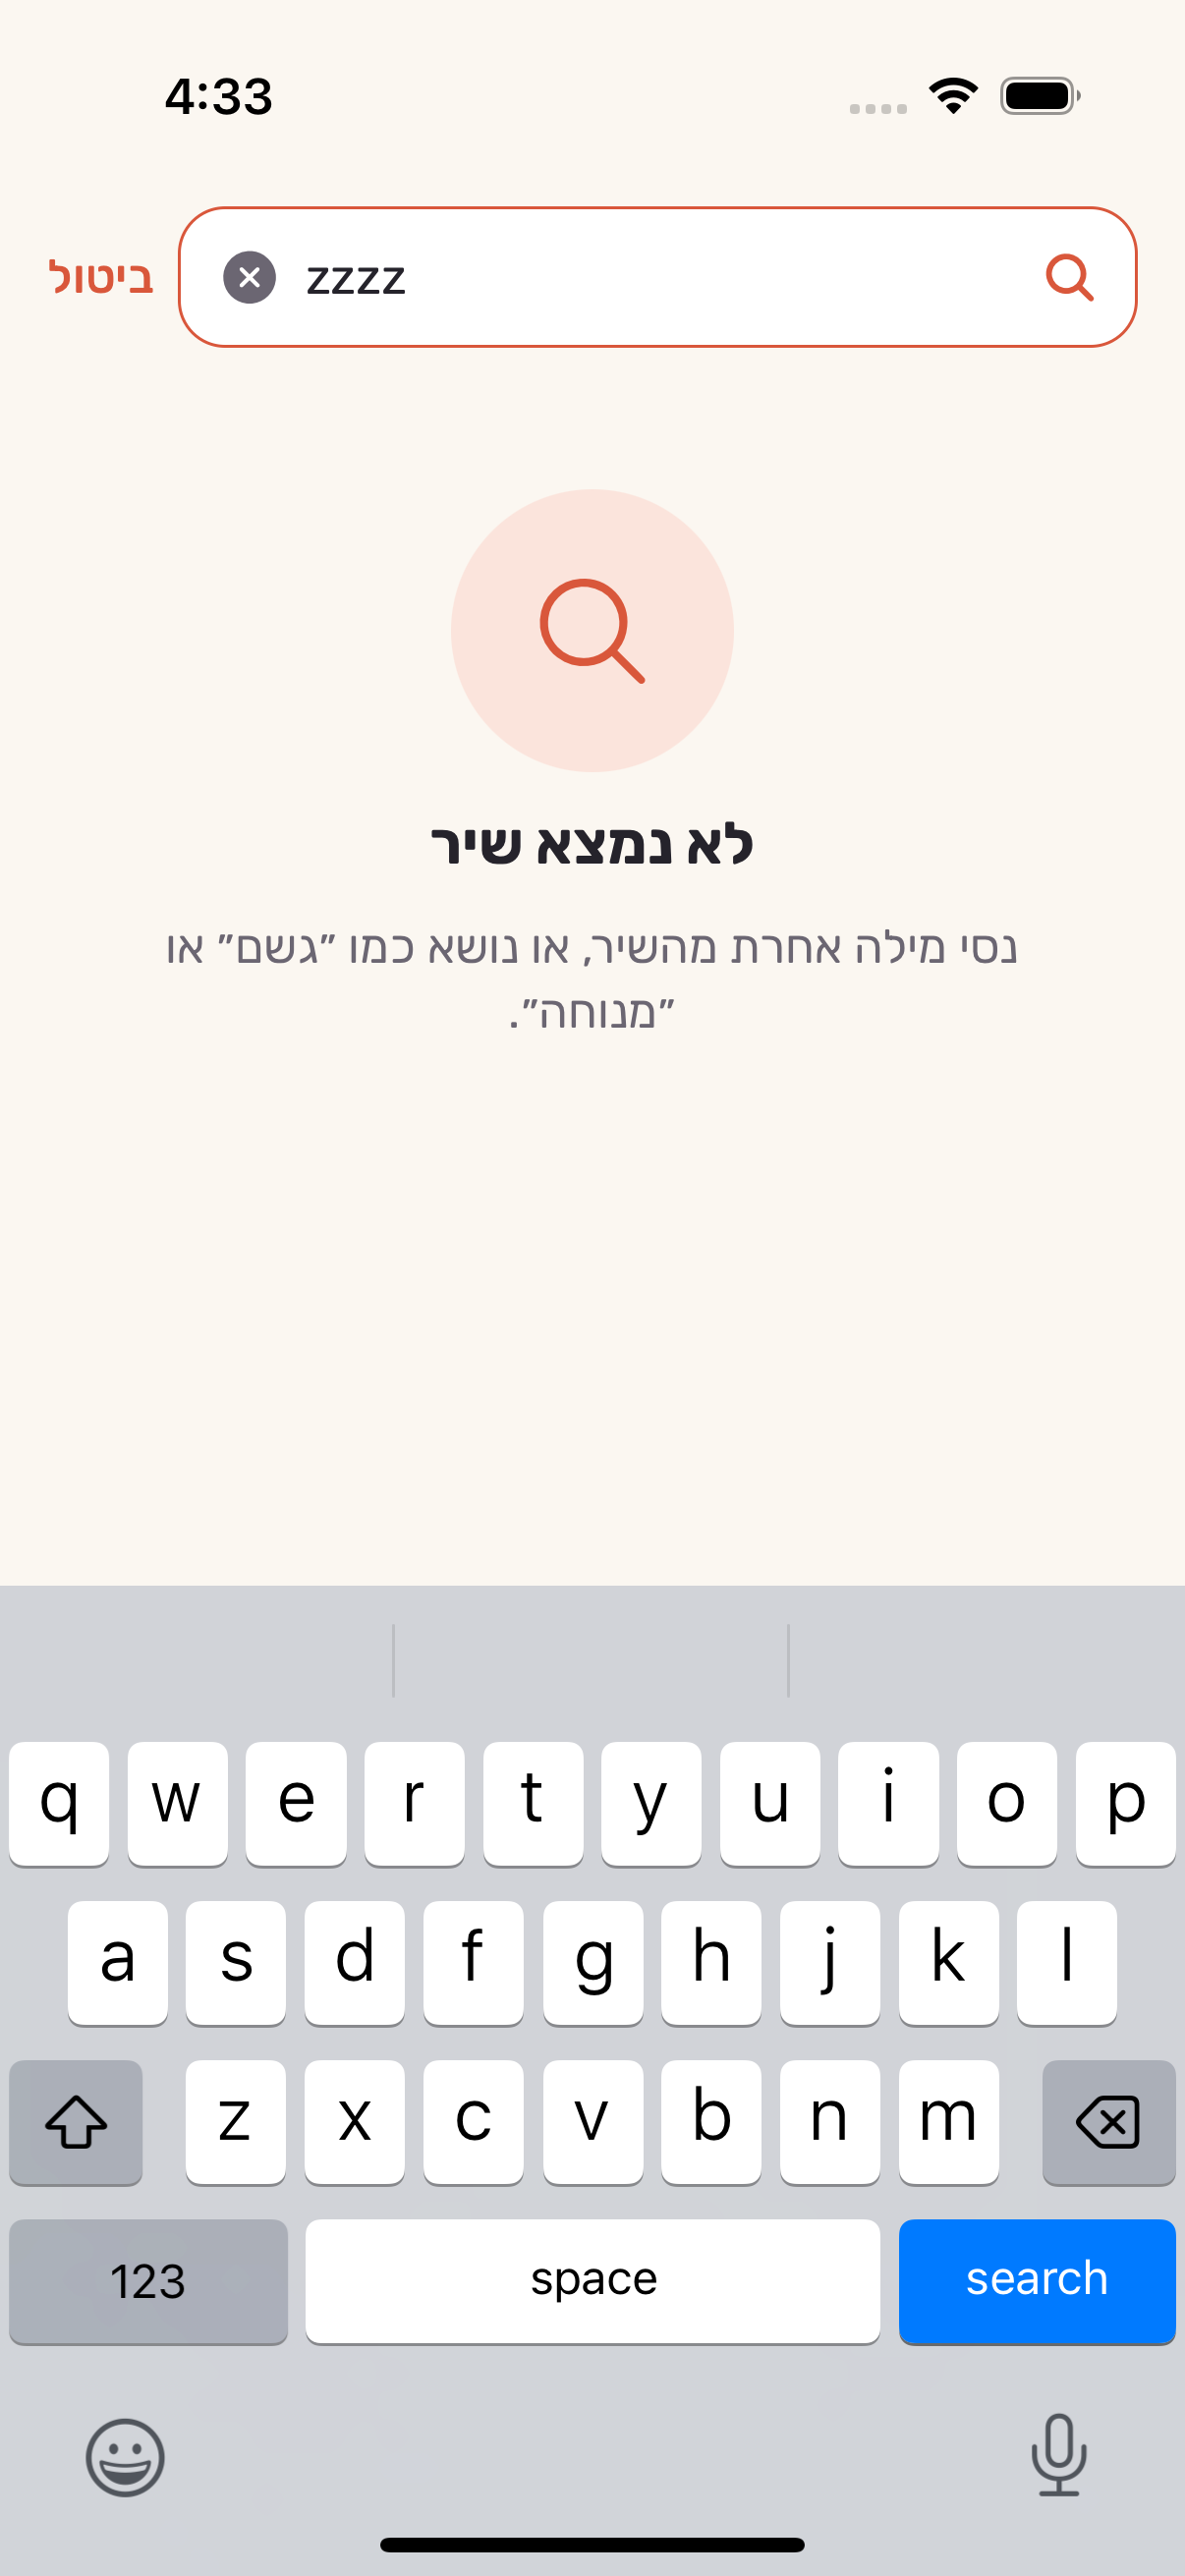 4:33
ביטול
zzzz
לא נמצא שיר
נסי מילה אחרת מהשיר, או נושא כמו ״גשם״ או
״מנוחה״.
q w e r t y u i o p
a s d f g h j k l
z x c v b n m
123 space search